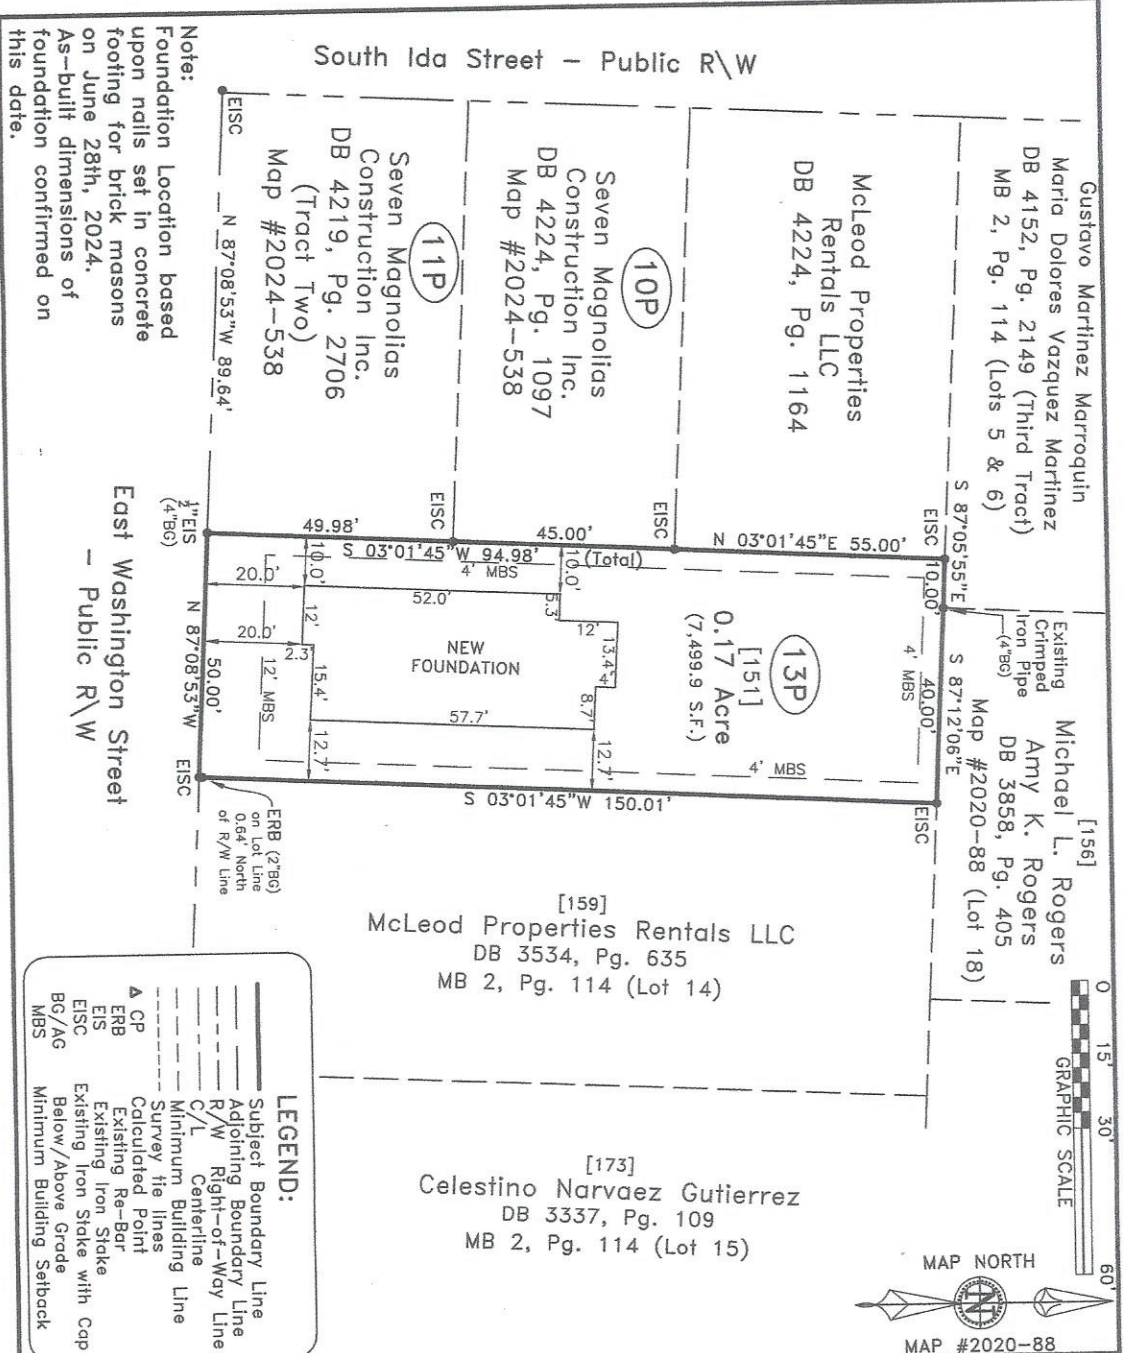 South Ida Street – Public R\W
Gustavo Martinez Marroquin
Maria Dolores Vazquez Martinez
DB 4152, Pg. 2149 (Third Tract)
MB 2, Pg. 114 (Lots 5 & 6)
McLeod Properties
Rentals LLC
DB 4224, Pg. 1164
10P
Seven Magnolias
Construction Inc.
DB 4224, Pg. 1097
Map #2024-538
11P
Seven Magnolias
Construction Inc.
DB 4219, Pg. 2706
(Tract Two)
Map #2024-538
EISC
N 87°08'53"W 89.64'
Note:
Foundation Location based
upon nails set in concrete
footing for brick masons
on June 28th, 2024.
As-built dimensions of
foundation confirmed on
this date.
S 87°05'55"E
EISC
10.00'
N 03°01'45"E 55.00'
EISC
45.00'
EISC
49.98'
S 03°01'45"W 94.98' (Total)
4' MBS
1/2"EIS
(4"BG)
Existing
Crimped
Iron Pipe
(4"BG)
S 87°12'06"E
40.00'
4' MBS
[156]
Michael L. Rogers
Amy K. Rogers
DB 3858, Pg. 405
Map #2020-88 (Lot 18)
13P
[151]
0.17 Acre
(7,499.9 S.F.)
10.0'
10.0'
20.0'
52.0'
5.3
12'
12'
13.4'
4'
8.7'
20.0'
2.3
15.4'
NEW
FOUNDATION
57.7'
12.7'
12.7'
12' MBS
4' MBS
S 03°01'45"W 150.01'
EISC
EISC
N 87°08'53"W 50.00'
East Washington Street
– Public R\W
ERB (2"BG)
on Lot Line
0.64' North
of R/W Line
[159]
McLeod Properties Rentals LLC
DB 3534, Pg. 635
MB 2, Pg. 114 (Lot 14)
[173]
Celestino Narvaez Gutierrez
DB 3337, Pg. 109
MB 2, Pg. 114 (Lot 15)
0 15' 30' 60'
GRAPHIC SCALE
MAP NORTH
N
MAP #2020-88
LEGEND:
Subject Boundary Line
Adjoining Boundary Line
R/W Right-of-Way Line
C/L Centerline
Minimum Building Line
Survey tie lines
CP Calculated Point
ERB Existing Re-Bar
EIS Existing Iron Stake
EISC Existing Iron Stake with Cap
BG/AG Below/Above Grade
MBS Minimum Building Setback